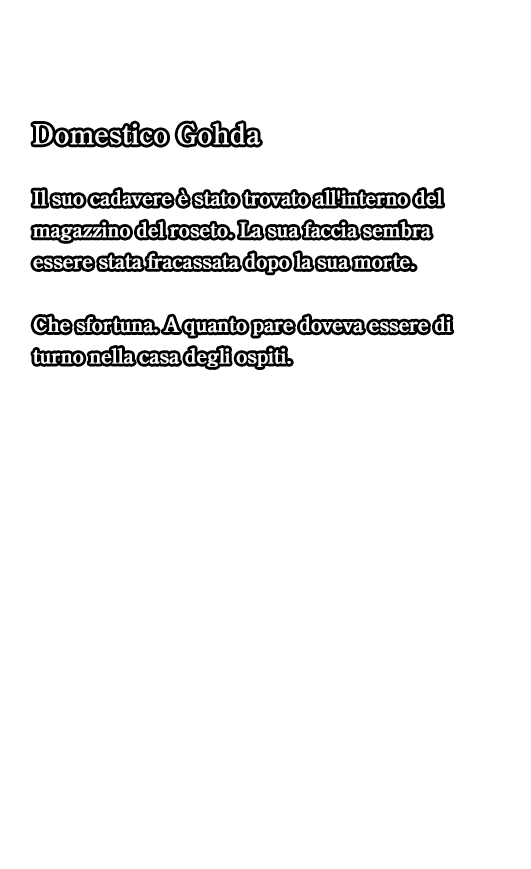 Domestico Gohda
Il suo cadavere è stato trovato all'interno del
magazzino del roseto. La sua faccia sembra
essere stata fracassata dopo la sua morte.
Che sfortuna. A quanto pare doveva essere di
turno nella casa degli ospiti.